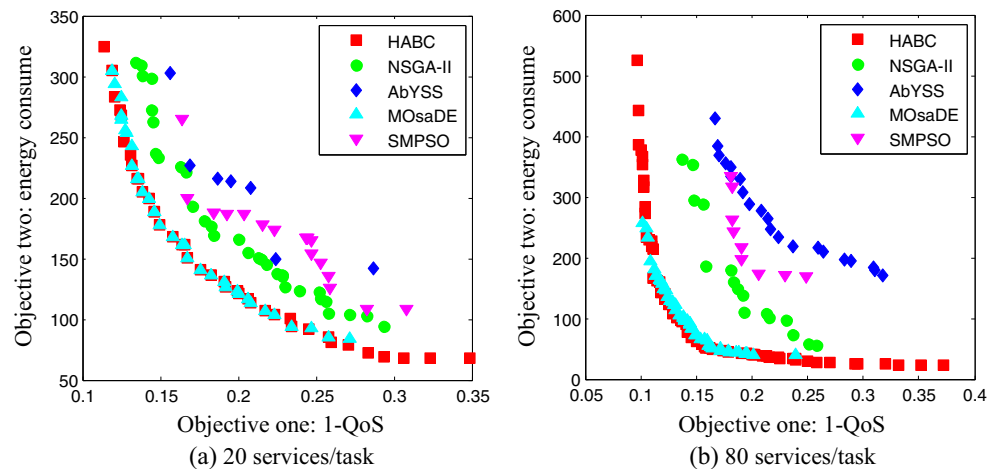 350
300
250
200
150
100
50
0.1
0.15
0.2
0.25
0.3
0.35
Objective two: energy consume
Objective one: 1-QoS
HABC
NSGA-II
AbYSS
MOsaDE
SMPSO
(a) 20 services/task
600
500
400
300
200
100
0
0.05
0.1
0.15
0.2
0.25
0.3
0.35
0.4
Objective two: energy consume
Objective one: 1-QoS
HABC
NSGA-II
AbYSS
MOsaDE
SMPSO
(b) 80 services/task